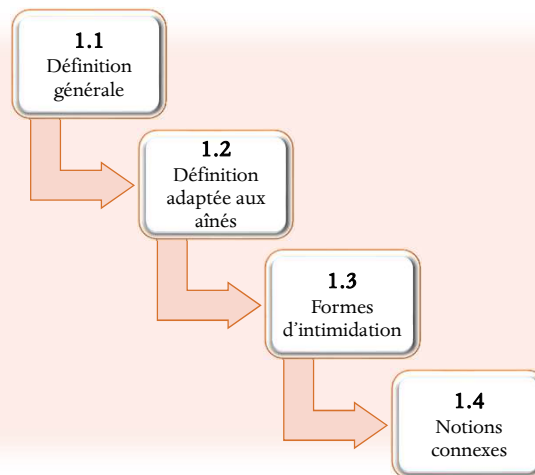 1.1
Définition
générale
1.2
Définition
adaptée aux
aînés
1.3
Formes
d'intimidation
1.4
Notions
connexes